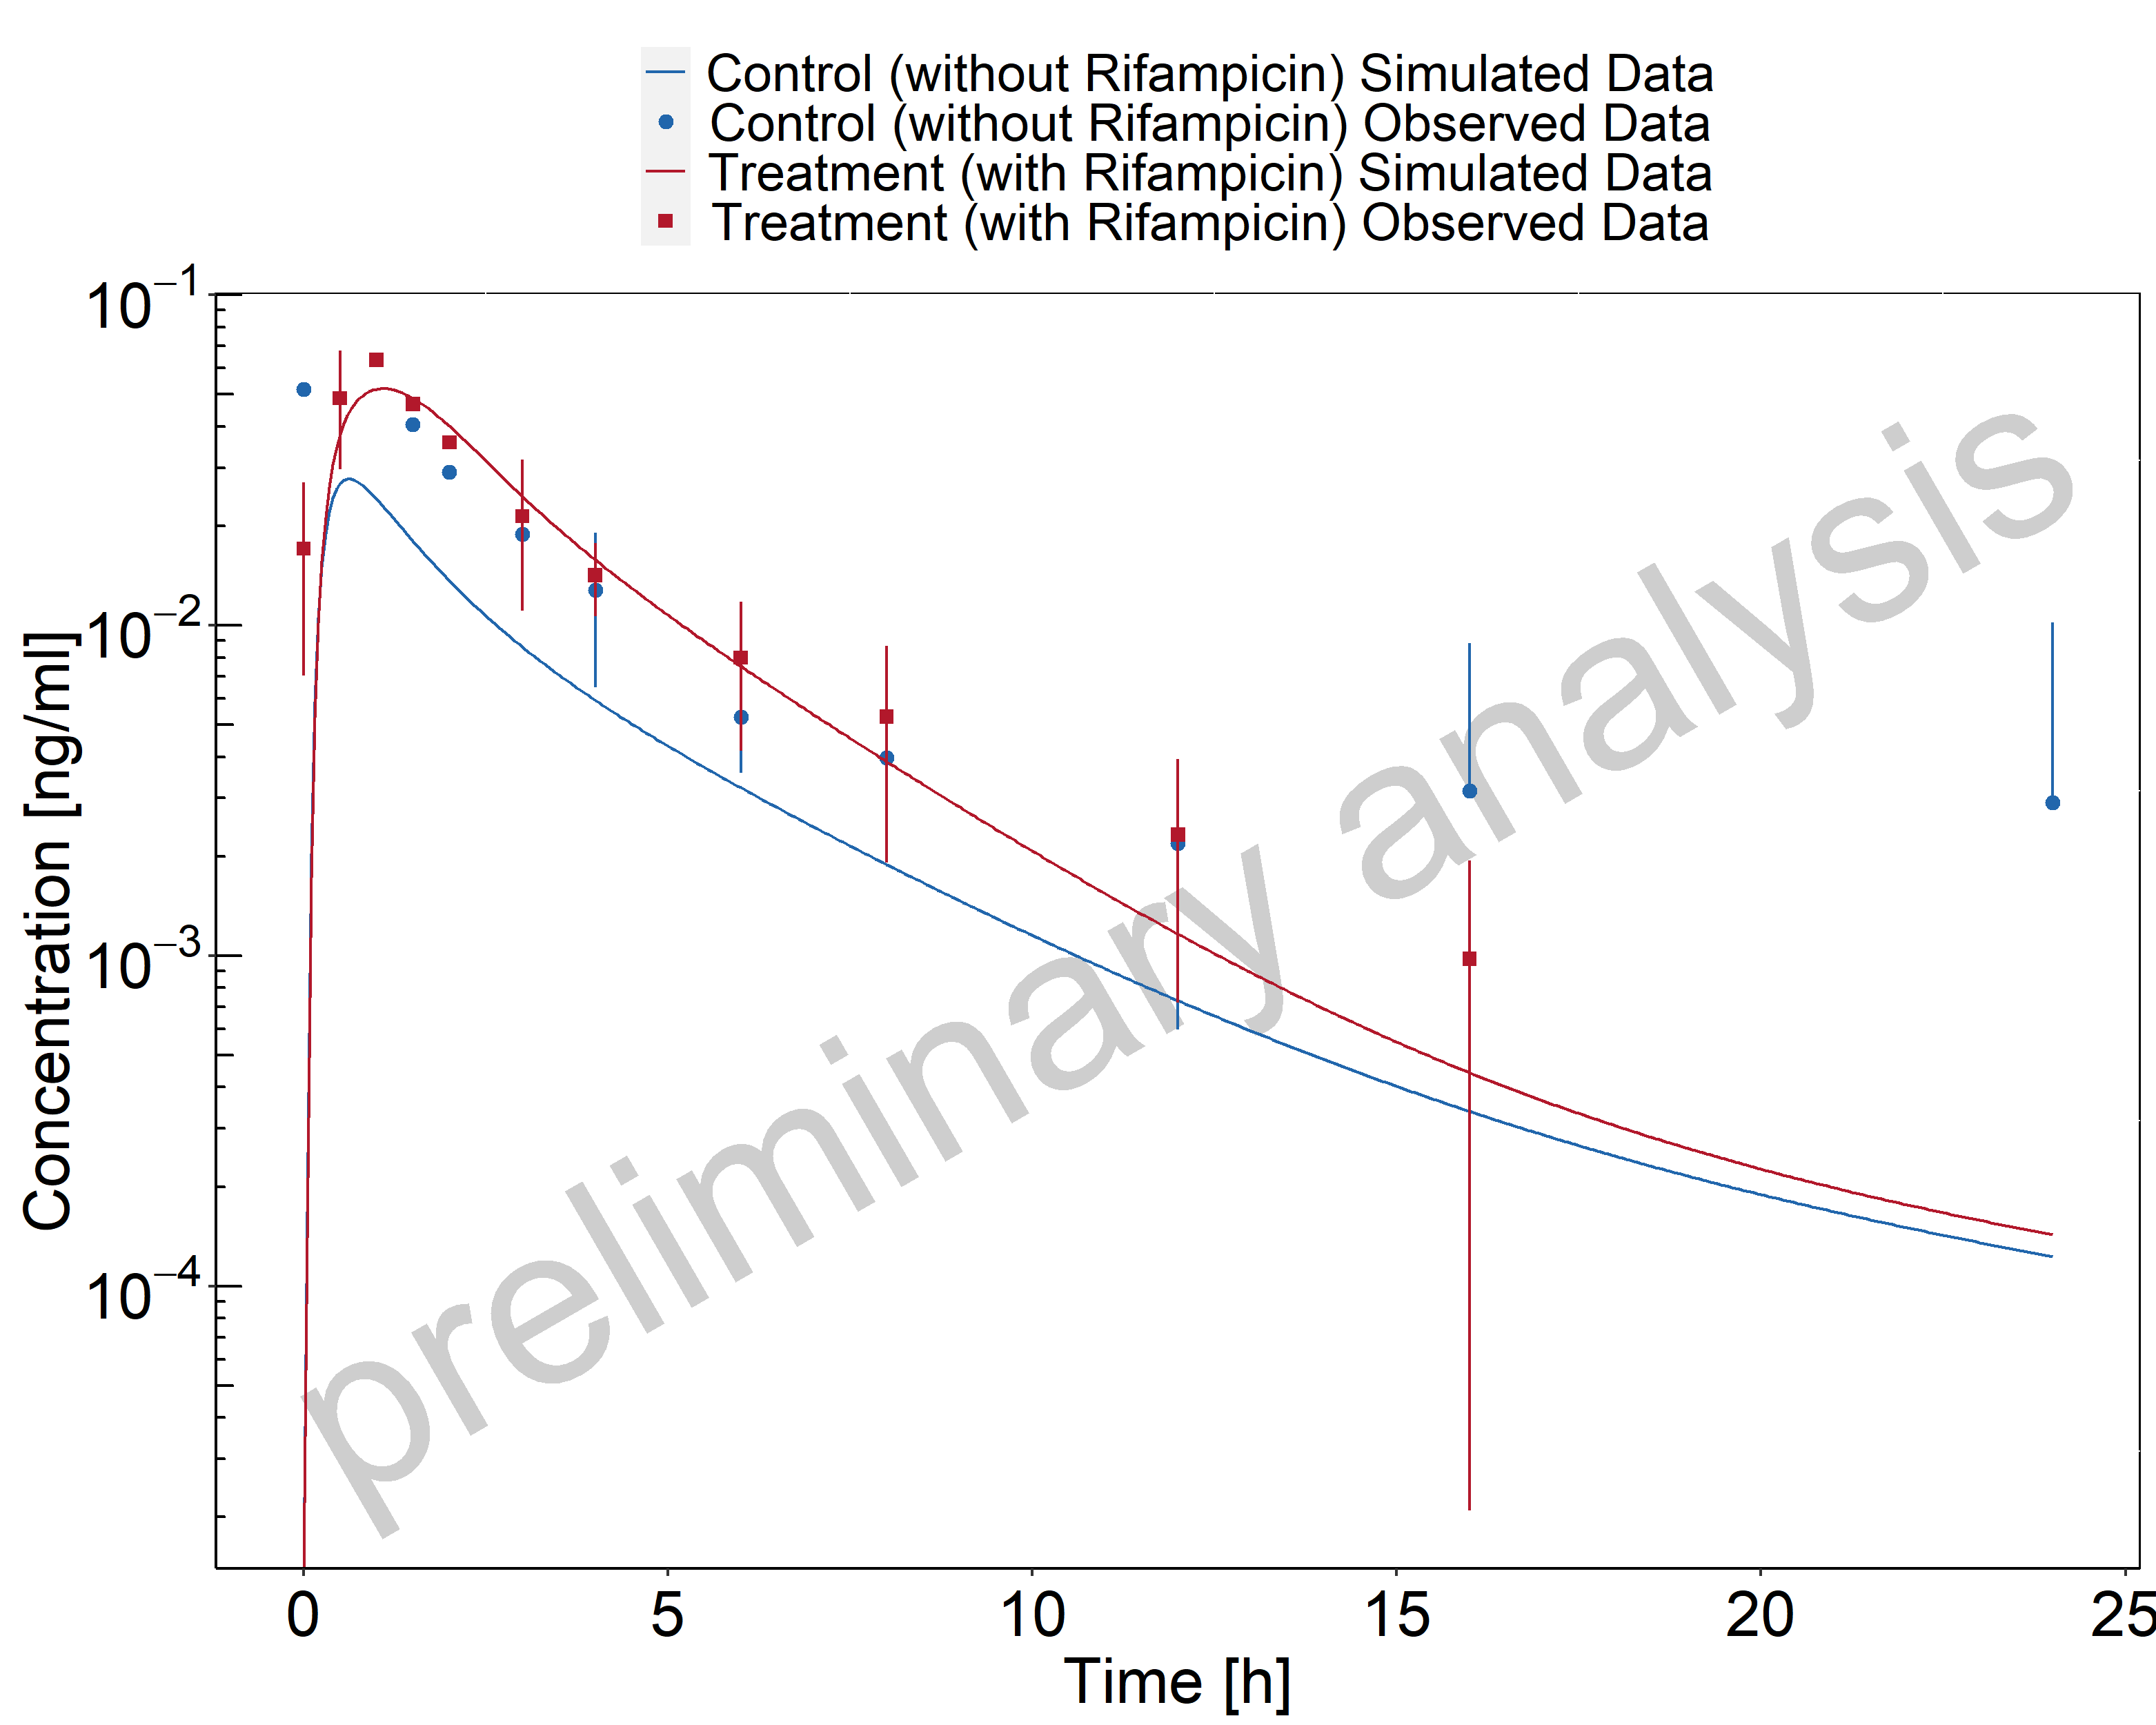 Control (without Rifampicin) Simulated Data
Control (without Rifampicin) Observed Data
Treatment (with Rifampicin) Simulated Data
Treatment (with Rifampicin) Observed Data
10−1
10−2
10−3
10−4
Concentration [ng/ml]
preliminary analysis
0 5 10 15 20 25
Time [h]